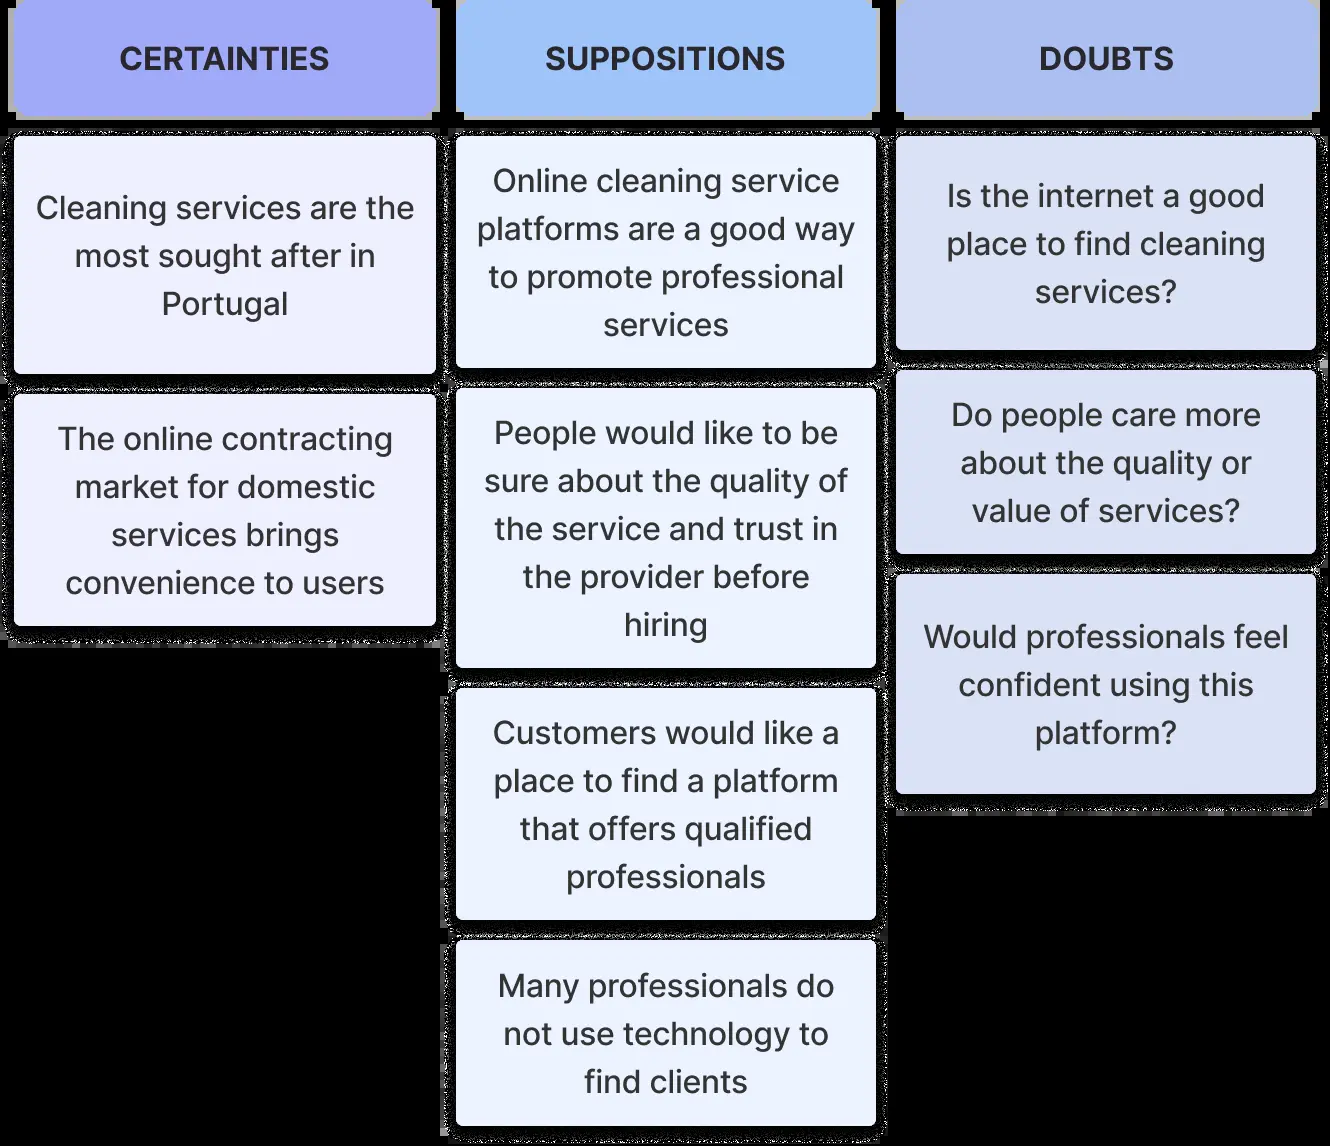 CERTAINTIES
Cleaning services are the
most sought after in
Portugal
The online contracting
market for domestic
services brings
convenience to users
SUPPOSITIONS
Online cleaning service
platforms are a good way
to promote professional
services
People would like to be
sure about the quality of
the service and trust in
the provider before
hiring
Customers would like a
place to find a platform
that offers qualified
professionals
Many professionals do
not use technology to
find clients
DOUBTS
Is the internet a good
place to find cleaning
services?
Do people care more
about the quality or
value of services?
Would professionals feel
confident using this
platform?